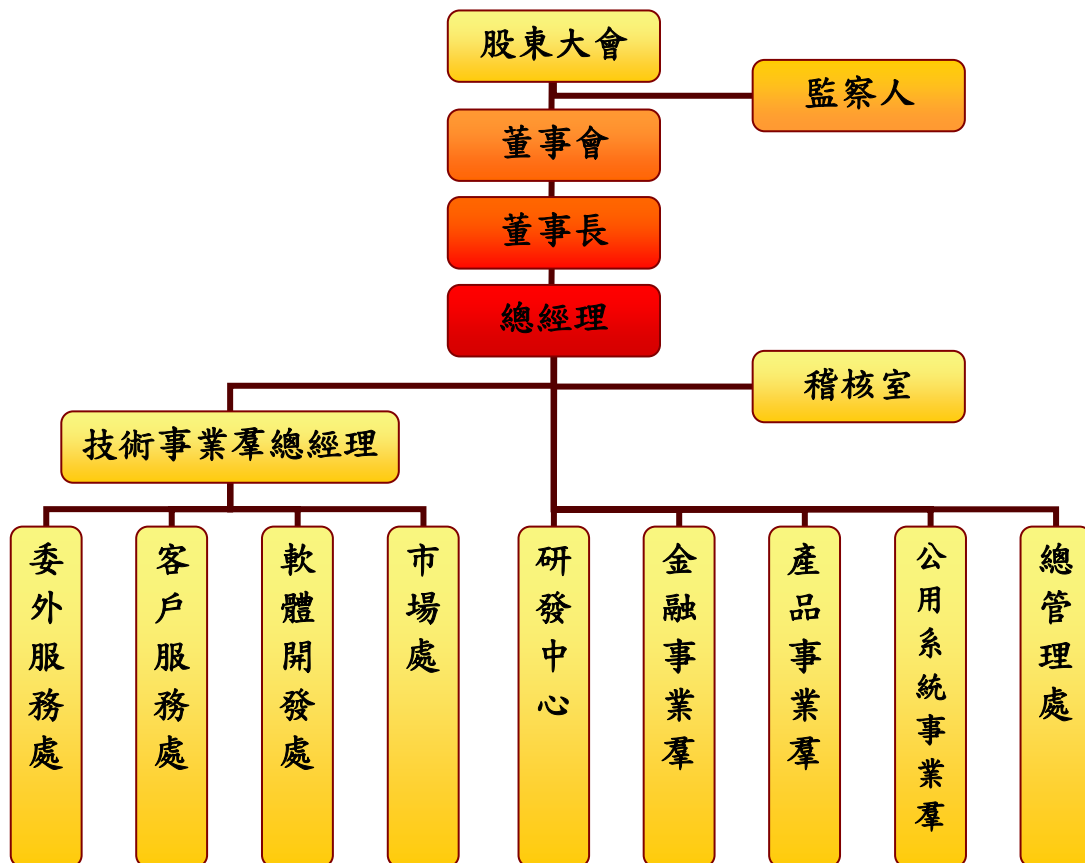 股東大會
監察人
董事會
董事長
總經理
稽核室
技術事業羣總經理
委外服務處
客戶服務處
軟體開發處
市場處
研發中心
金融事業羣
產品事業羣
公用系統事業羣
總管理處